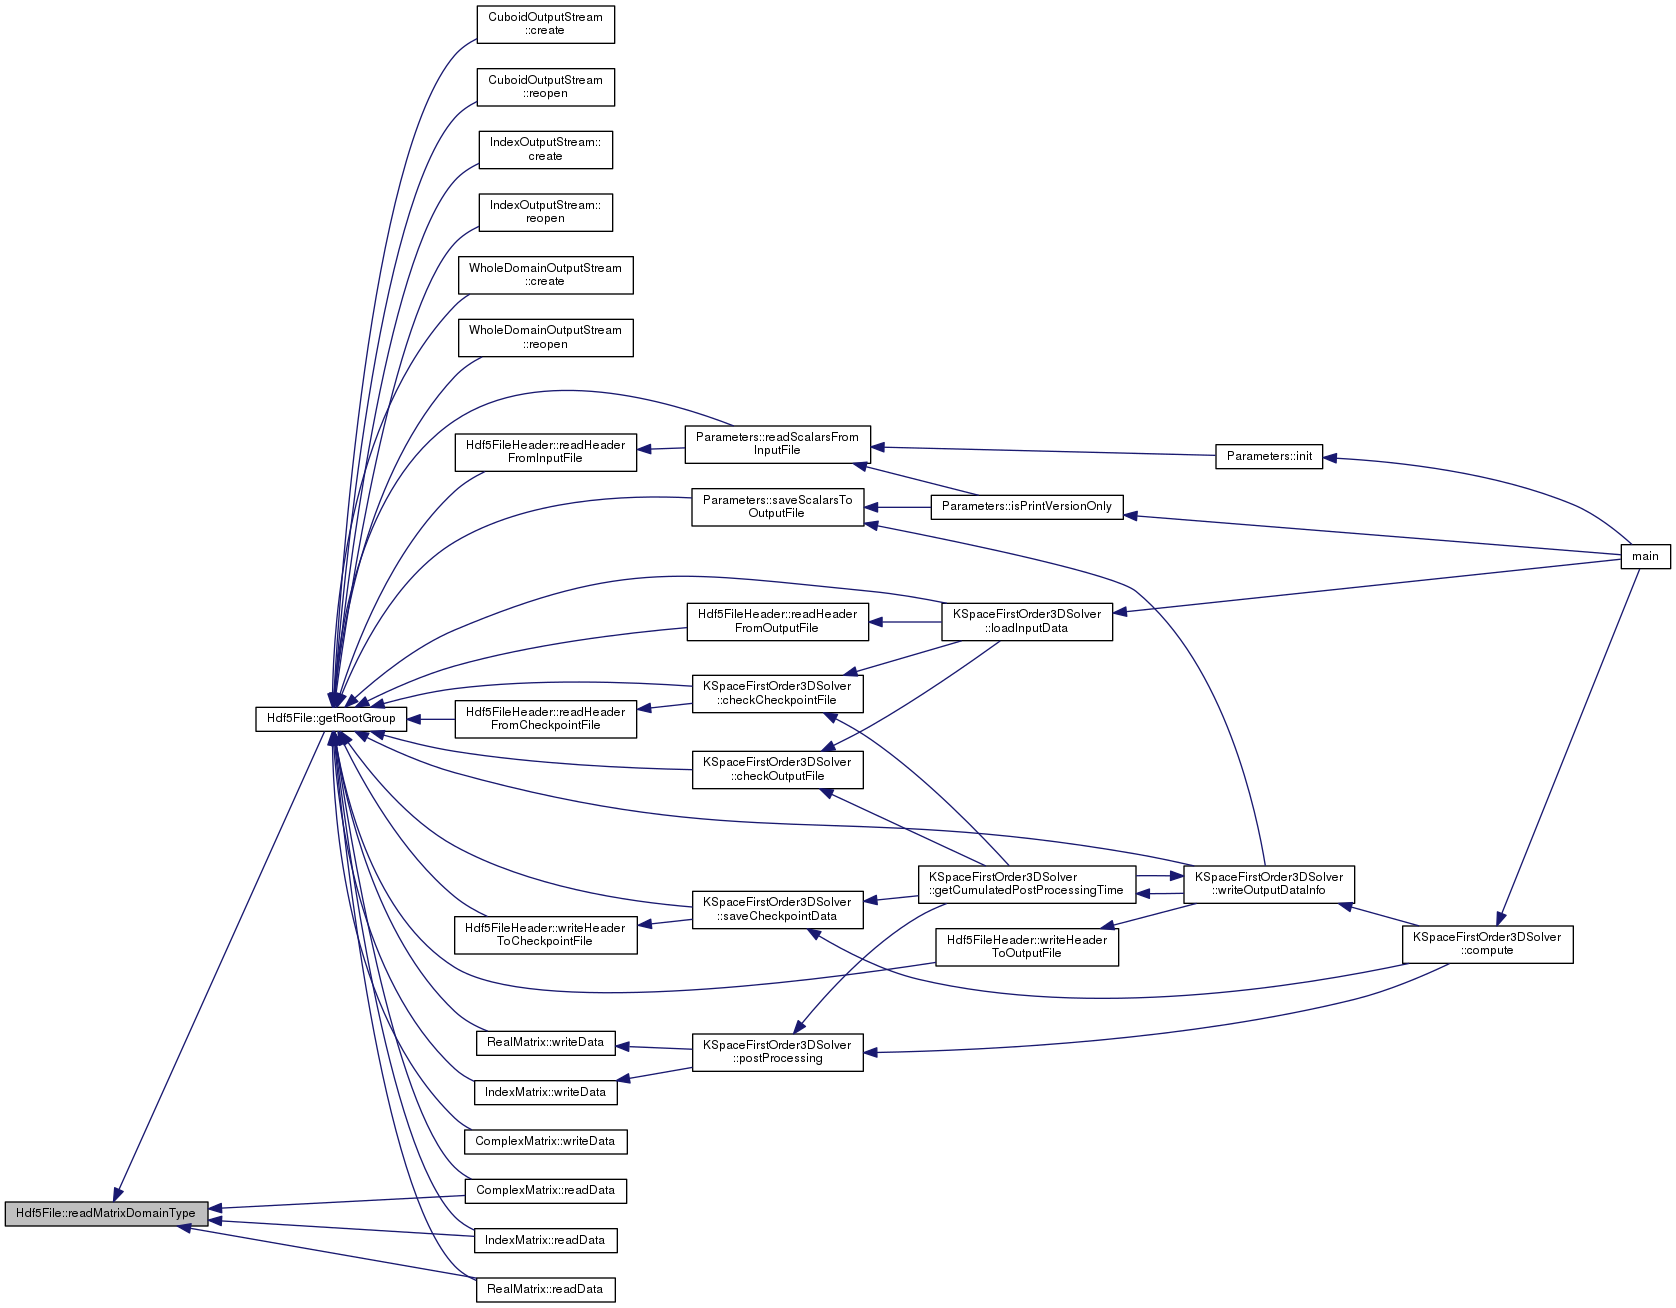 CuboidOutputStream
::create
CuboidOutputStream
::reopen
IndexOutputStream::
create
IndexOutputStream::
reopen
WholeDomainOutputStream
::create
WholeDomainOutputStream
::reopen
Hdf5FileHeader::readHeader
FromInputFile
Parameters::readScalarsFrom
InputFile
Parameters::init
Parameters::saveScalarsTo
OutputFile
Parameters::isPrintVersionOnly
main
Hdf5FileHeader::readHeader
FromOutputFile
KSpaceFirstOrder3DSolver
::loadInputData
KSpaceFirstOrder3DSolver
::checkCheckpointFile
Hdf5File::getRootGroup
Hdf5FileHeader::readHeader
FromCheckpointFile
KSpaceFirstOrder3DSolver
::checkOutputFile
KSpaceFirstOrder3DSolver
::getCumulatedPostProcessingTime
KSpaceFirstOrder3DSolver
::writeOutputDataInfo
KSpaceFirstOrder3DSolver
::saveCheckpointData
Hdf5FileHeader::writeHeader
ToCheckpointFile
Hdf5FileHeader::writeHeader
ToOutputFile
KSpaceFirstOrder3DSolver
::compute
RealMatrix::writeData
KSpaceFirstOrder3DSolver
::postProcessing
IndexMatrix::writeData
ComplexMatrix::writeData
ComplexMatrix::readData
Hdf5File::readMatrixDomainType
IndexMatrix::readData
RealMatrix::readData